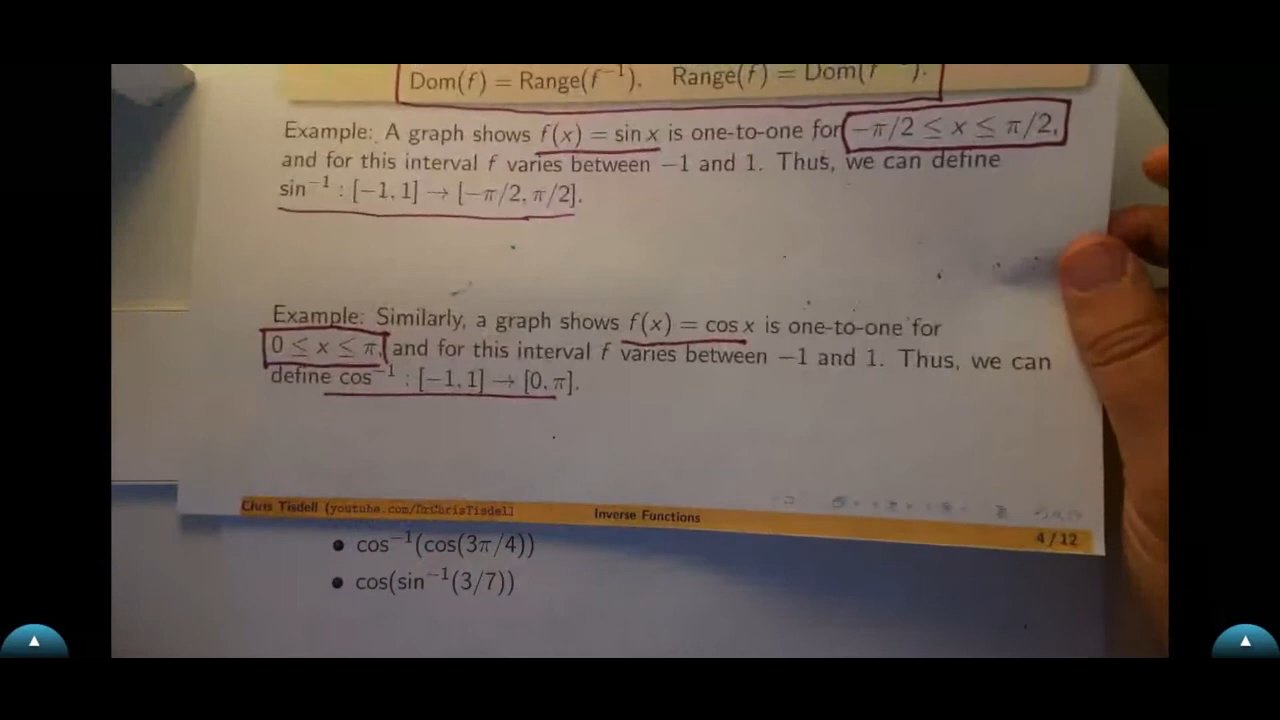 Dom(f) = Range(f⁻¹). Range(f) = Dom(f⁻¹).
Example: A graph shows f(x) = sin x is one-to-one for −π/2 ≤ x ≤ π/2,
and for this interval f varies between −1 and 1. Thus, we can define
sin⁻¹ : [−1, 1] → [−π/2, π/2].
Example: Similarly, a graph shows f(x) = cos x is one-to-one for
0 ≤ x ≤ π, and for this interval f varies between −1 and 1. Thus, we can
define cos⁻¹ : [−1, 1] → [0, π].
Chris Tisdell (youtube.com/DrChrisTisdell Inverse Functions
4 / 12
• cos⁻¹(cos(3π/4))
• cos(sin⁻¹(3/7))